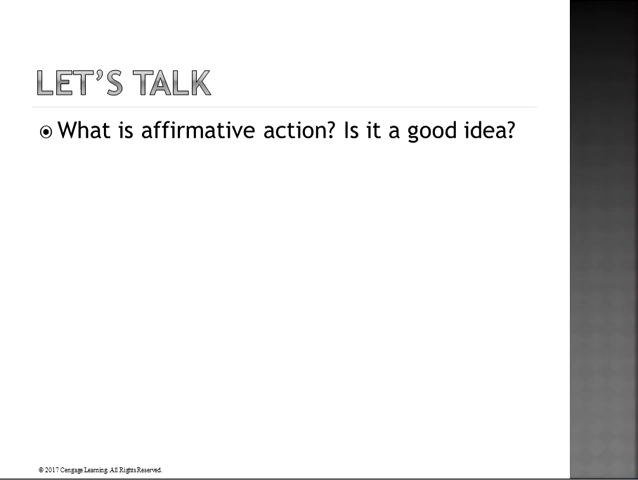 LET'S TALK
What is affirmative action? Is it a good idea?
© 2017 Cengage Learning. All Rights Reserved.